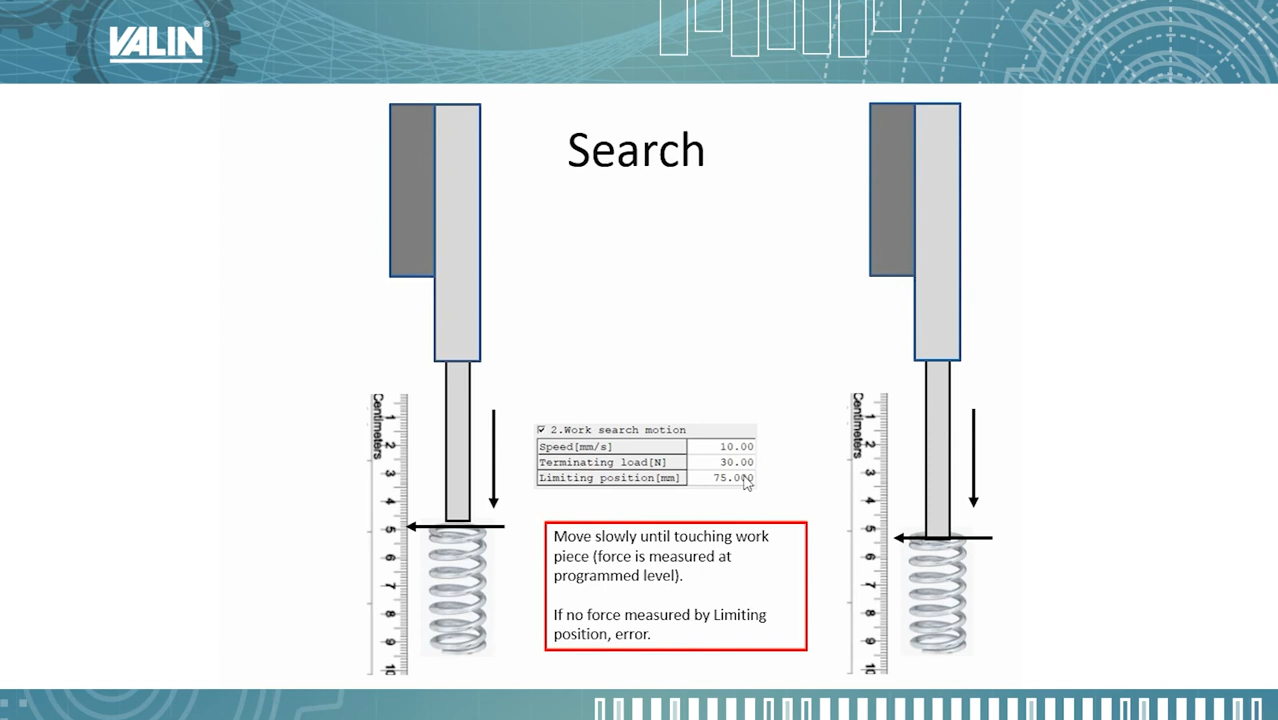 VALIN®
Search
Centimeters
1
2
3
4
5
6
7
8
9
10
2.Work search motion
Speed[mm/s] 10.00
Terminating load[N] 30.00
Limiting position[mm] 75.000
Move slowly until touching work
piece (force is measured at
programmed level).
If no force measured by Limiting
position, error.
Centimeters
1
2
3
4
5
6
7
8
9
10